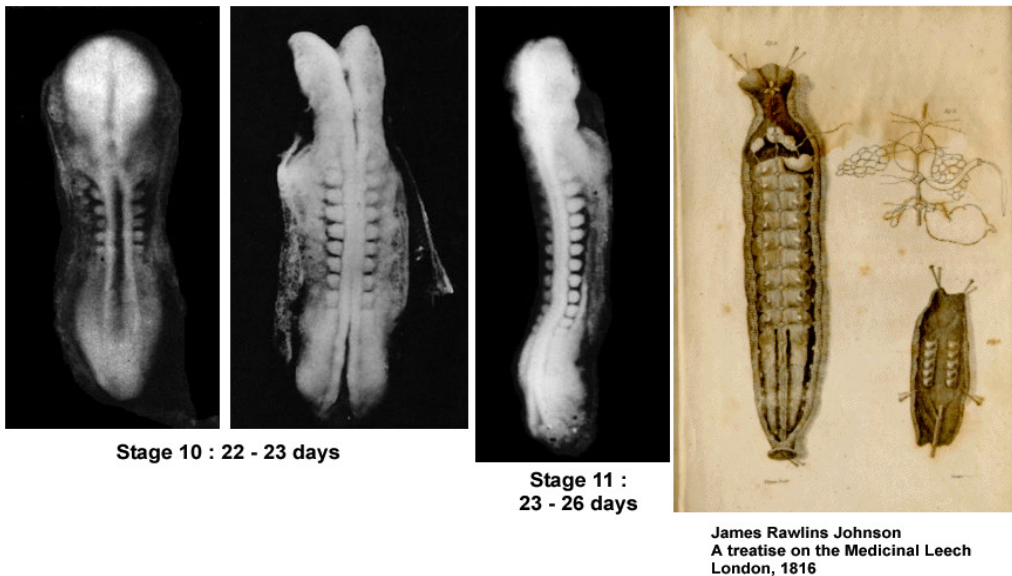 Stage 10 : 22 - 23 days
Stage 11 :
23 - 26 days
James Rawlins Johnson
A treatise on the Medicinal Leech
London, 1816